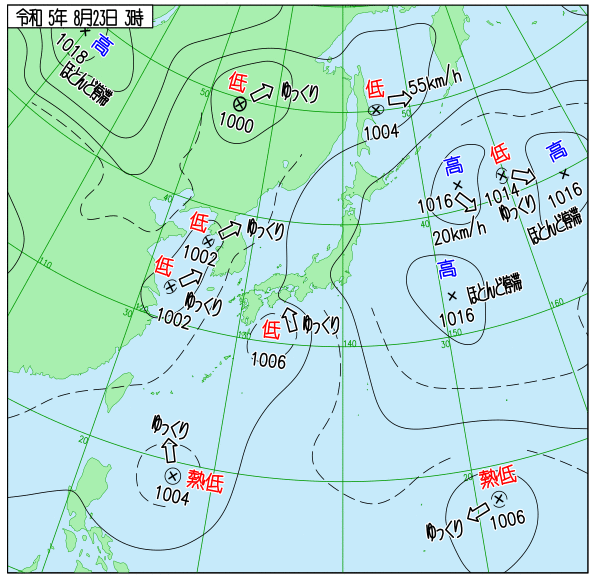 令和 5年 8月23日 3時
高
1018
ほとんど停滞
低
ゆっくり
1000
低
55km/h
1004
50
50
高
1016
20km/h
低
1014
ゆっくり
高
1016
ほとんど停滞
40
40
低
ゆっくり
1002
低
ゆっくり
1002
高
ほとんど停滞
1016
110
120
30
低
ゆっくり
1006
130
140
30
150
160
20
ゆっくり
熱低
1004
20
熱低
ゆっくり
1006